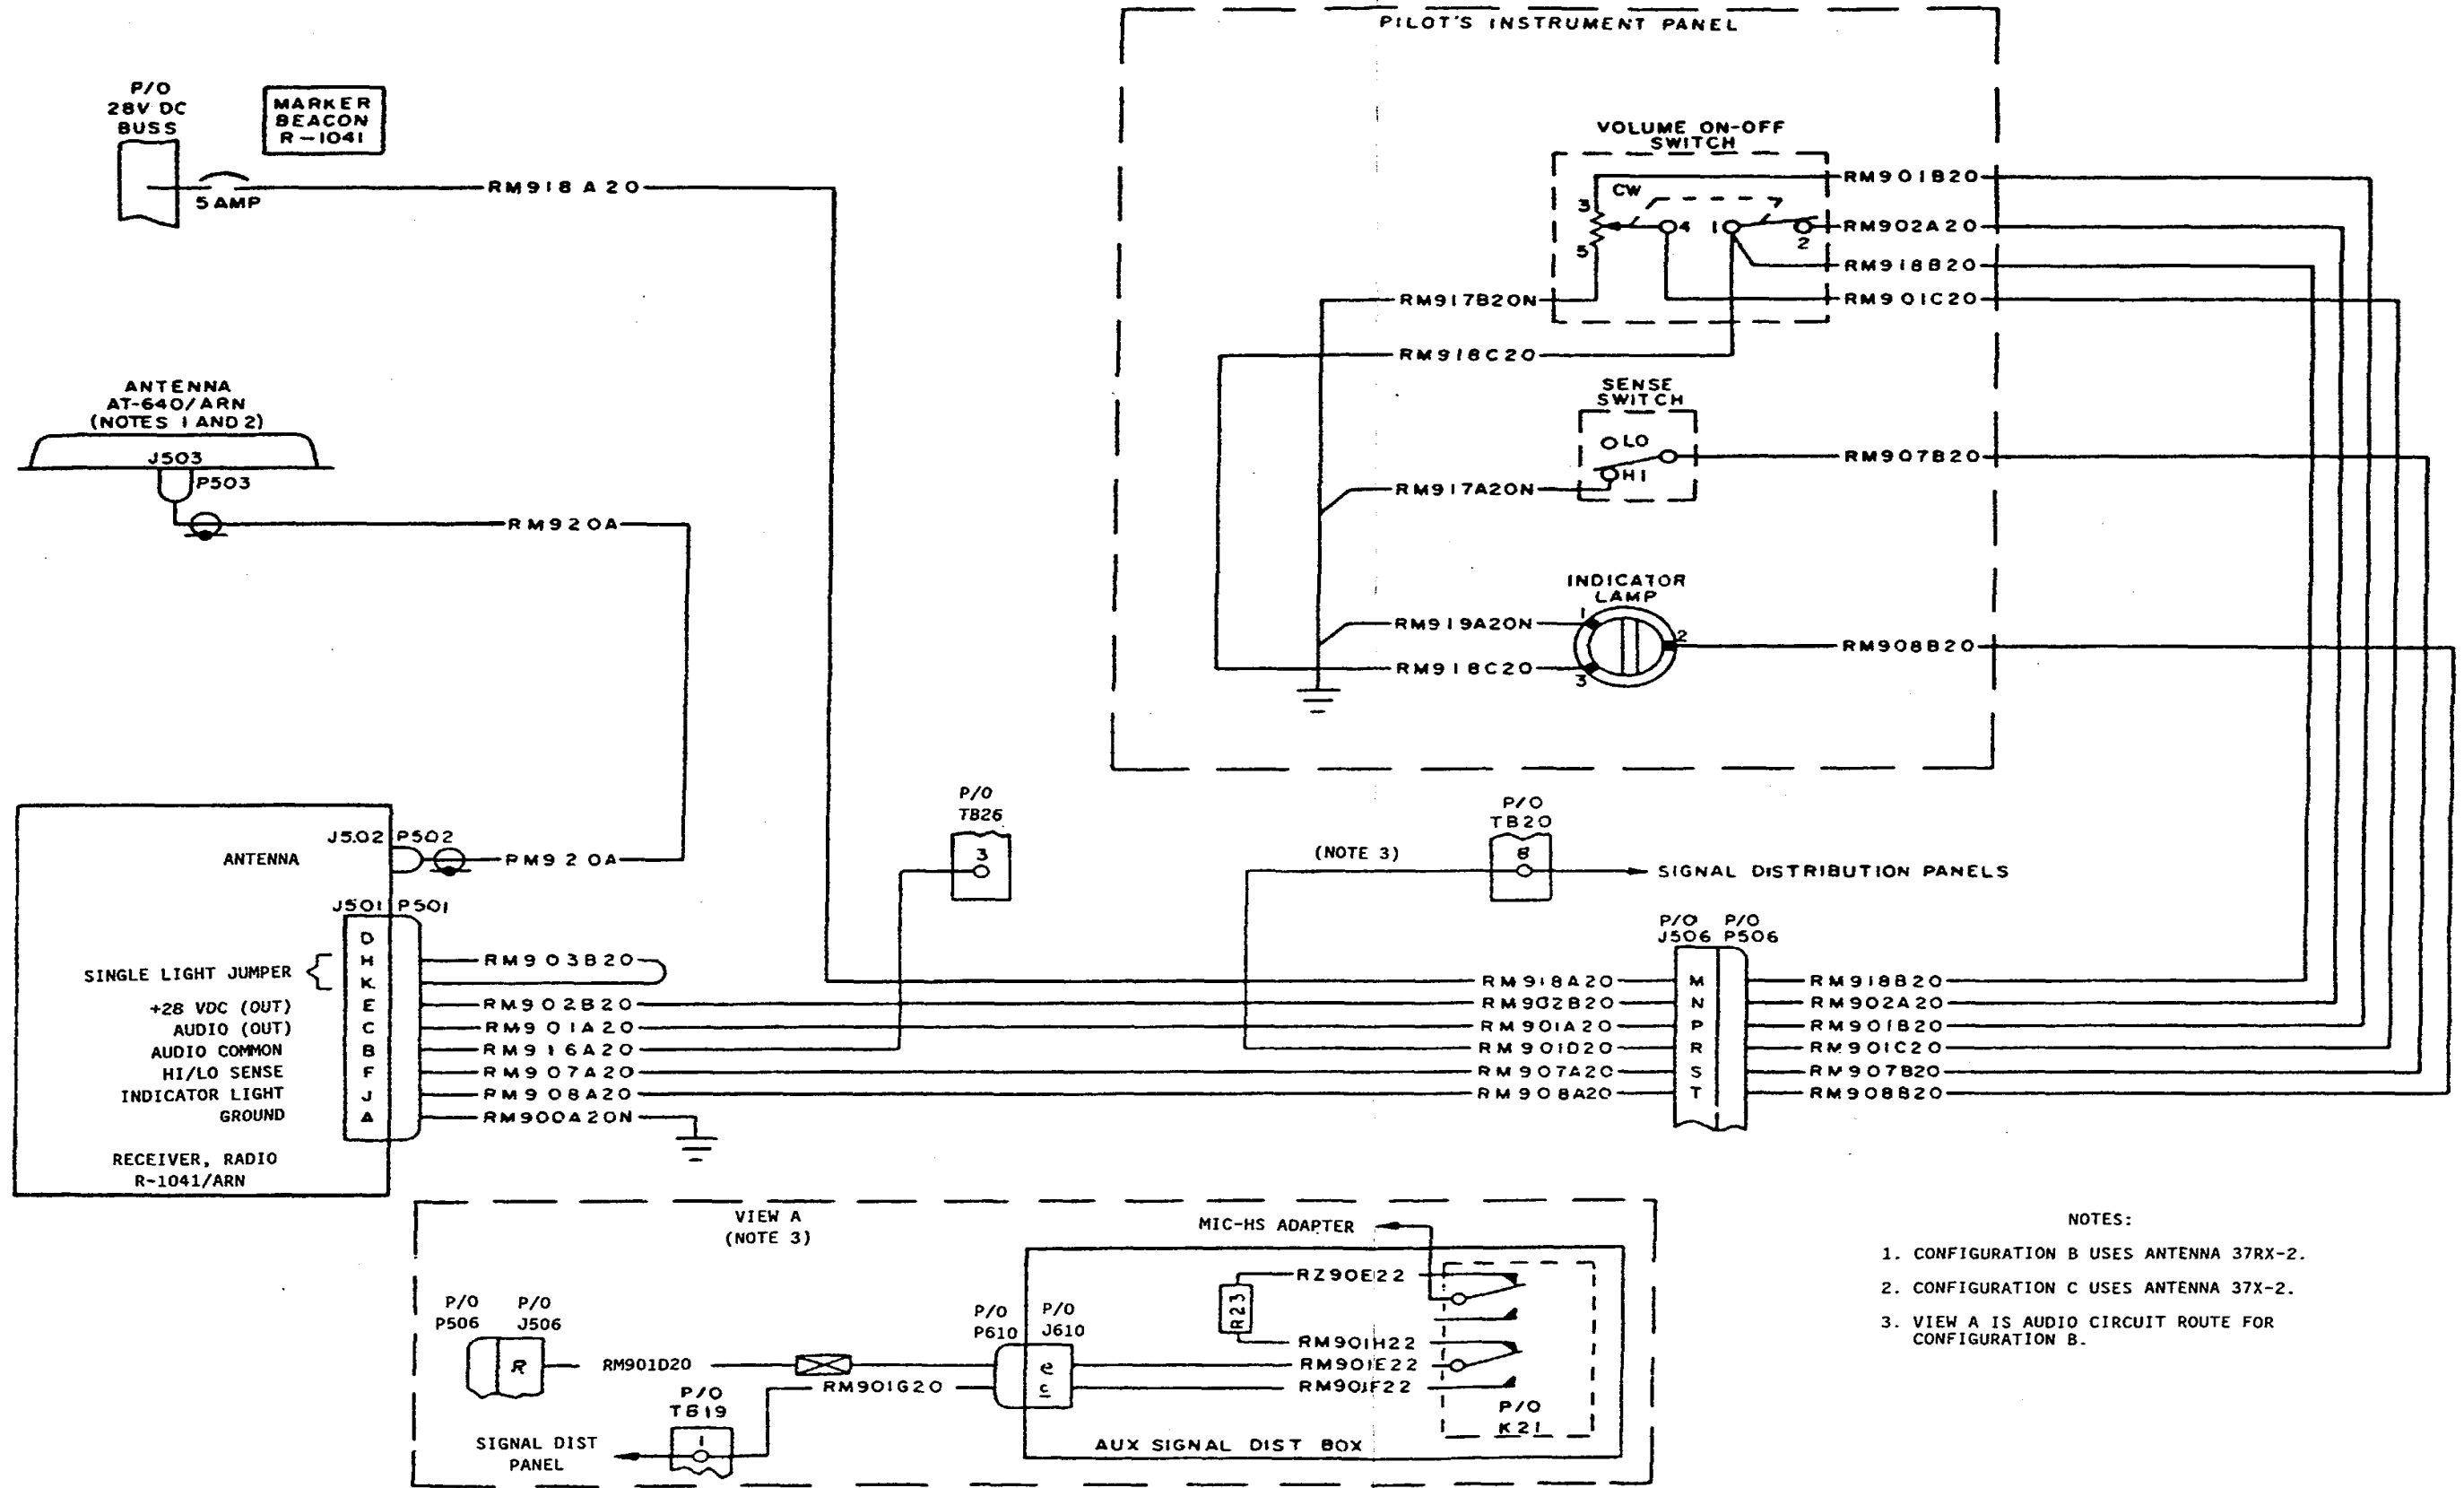 PILOT'S INSTRUMENT PANEL
P/O
28V DC
BUSS
MARKER
BEACON
R-1041
5 AMP
RM918A20
VOLUME ON-OFF
SWITCH
CW
3
4
1
2
5
RM901B20
RM902A20
RM918B20
RM901C20
RM917B20N
RM918C20
SENSE
SWITCH
LO
HI
RM907B20
RM917A20N
INDICATOR
LAMP
1
2
3
RM919A20N
RM918C20
RM908B20
ANTENNA
AT-640/ARN
(NOTES 1 AND 2)
J503
P503
RM920A
P/O
TB26
3
P/O
TB20
8
(NOTE 3)
SIGNAL DISTRIBUTION PANELS
J502 P502
ANTENNA
PM920A
J501 P501
D
H
K
SINGLE LIGHT JUMPER
RM903B20
+28 VDC (OUT) E RM902B20
AUDIO (OUT) C RM901A20
AUDIO COMMON B RM916A20
HI/LO SENSE F RM907A20
INDICATOR LIGHT J PM908A20
GROUND A RM900A20N
RECEIVER, RADIO
R-1041/ARN
P/O P/O
J506 P506
RM918A20 M RM918B20
RM902B20 N RM902A20
RM901A20 P RM901B20
RM901D20 R RM901C20
RM907A20 S RM907B20
RM908A20 T RM908B20
VIEW A
(NOTE 3)
MIC-HS ADAPTER
P/O P/O
P506 J506
R
RM901D20
P/O P/O
P610 J610
e
c
RM901G20
P/O
TB19
1
SIGNAL DIST
PANEL
R23
RZ90E22
RM901H22
RM901E22
RM901F22
P/O
K21
AUX SIGNAL DIST BOX
NOTES:
1. CONFIGURATION B USES ANTENNA 37RX-2.
2. CONFIGURATION C USES ANTENNA 37X-2.
3. VIEW A IS AUDIO CIRCUIT ROUTE FOR
CONFIGURATION B.